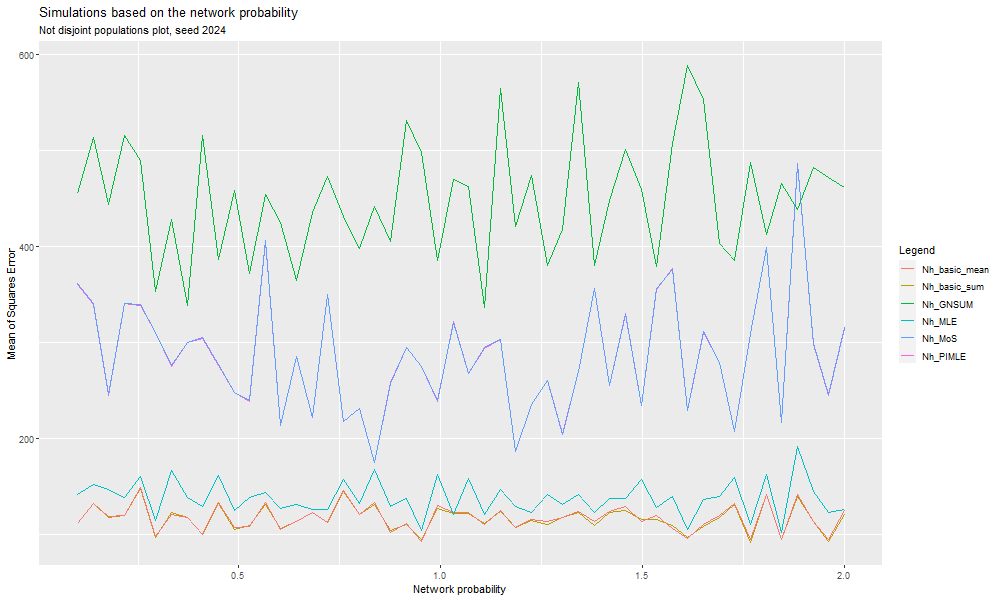 Simulations based on the network probability
Not disjoint populations plot, seed 2024
600
400
200
Mean of Squares Error
0.5
1.0
1.5
2.0
Network probability
Legend
Nh_basic_mean
Nh_basic_sum
Nh_GNSUM
Nh_MLE
Nh_MoS
Nh_PIMLE